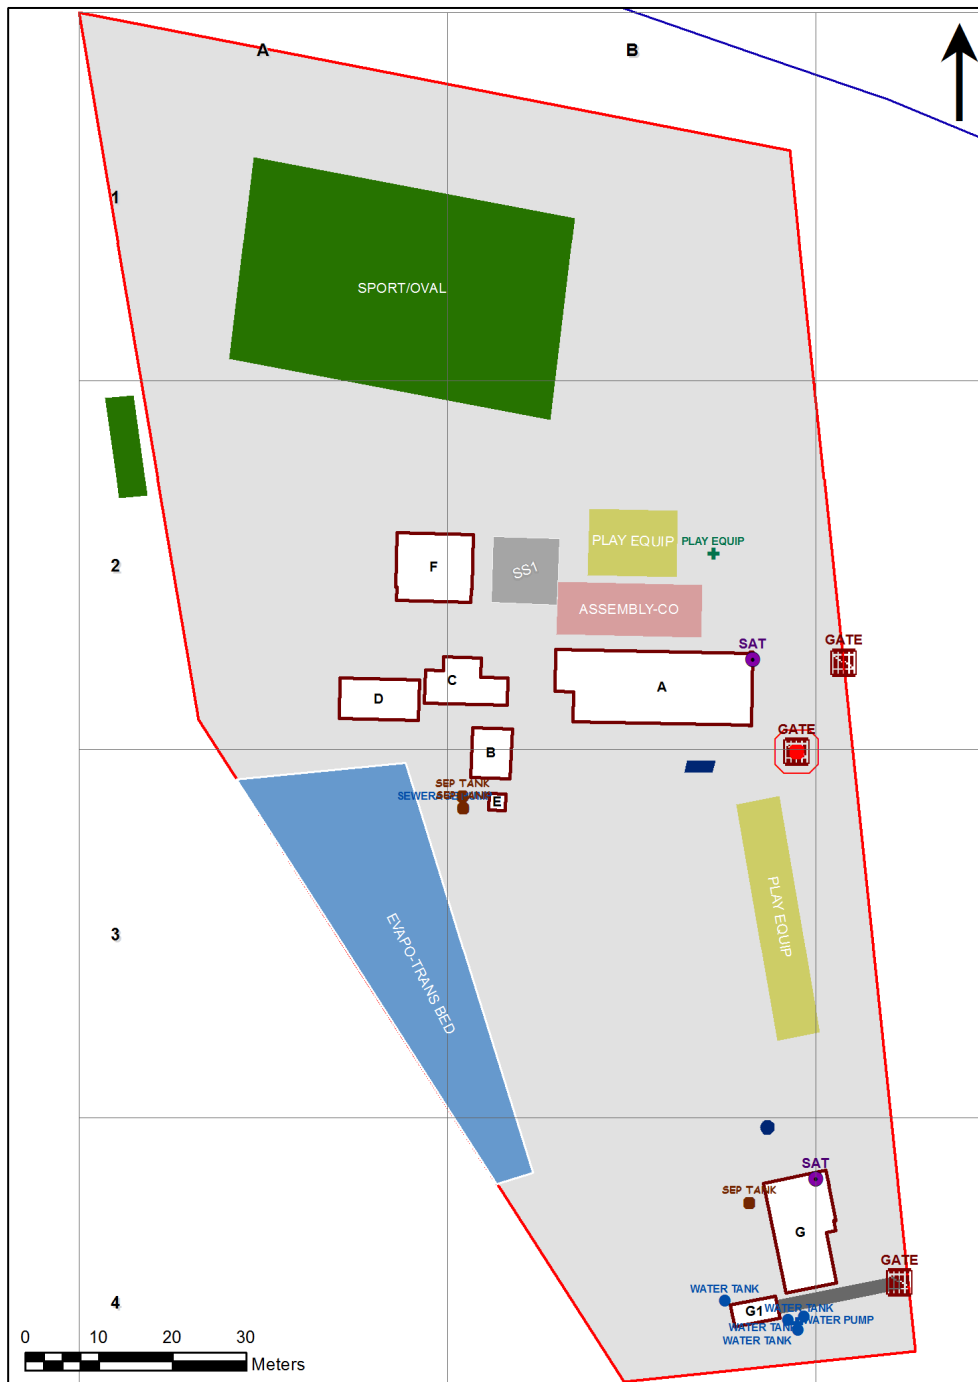 A
B
1
SPORT/OVAL
2
F
SS1
PLAY EQUIP
PLAY EQUIP
ASSEMBLY-CO
SAT
GATE
A
C
D
B
GATE
SEP TANK
E
EVAPO-TRANS BED
PLAY EQUIP
3
SAT
SEP TANK
G
GATE
WATER TANK
G1
WATER TANK
WATER PUMP
WATER TANK
WATER TANK
4
0 10 20 30
Meters